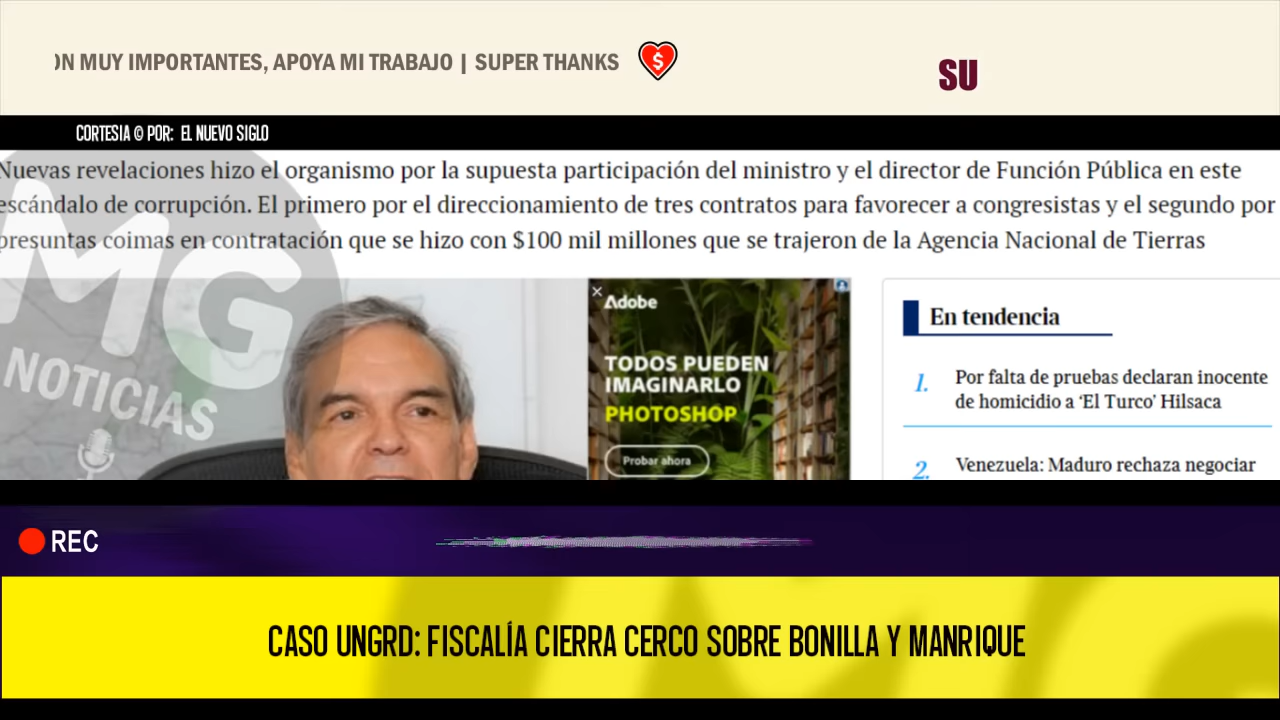 ON MUY IMPORTANTES, APOYA MI TRABAJO | SUPER THANKS
$
SU
CORTESIA © POR: EL NUEVO SIGLO
Nuevas revelaciones hizo el organismo por la supuesta participación del ministro y el director de Función Pública en este
escándalo de corrupción. El primero por el direccionamiento de tres contratos para favorecer a congresistas y el segundo por
presuntas coimas en contratación que se hizo con $100 mil millones que se trajeron de la Agencia Nacional de Tierras
MG
NOTICIAS
Adobe
TODOS PUEDEN
IMAGINARLO
PHOTOSHOP
Probar ahora
En tendencia
1. Por falta de pruebas declaran inocente
de homicidio a ‘El Turco’ Hilsaca
2. Venezuela: Maduro rechaza negociar
REC
CASO UNGRD: FISCALÍA CIERRA CERCO SOBRE BONILLA Y MANRIQUE